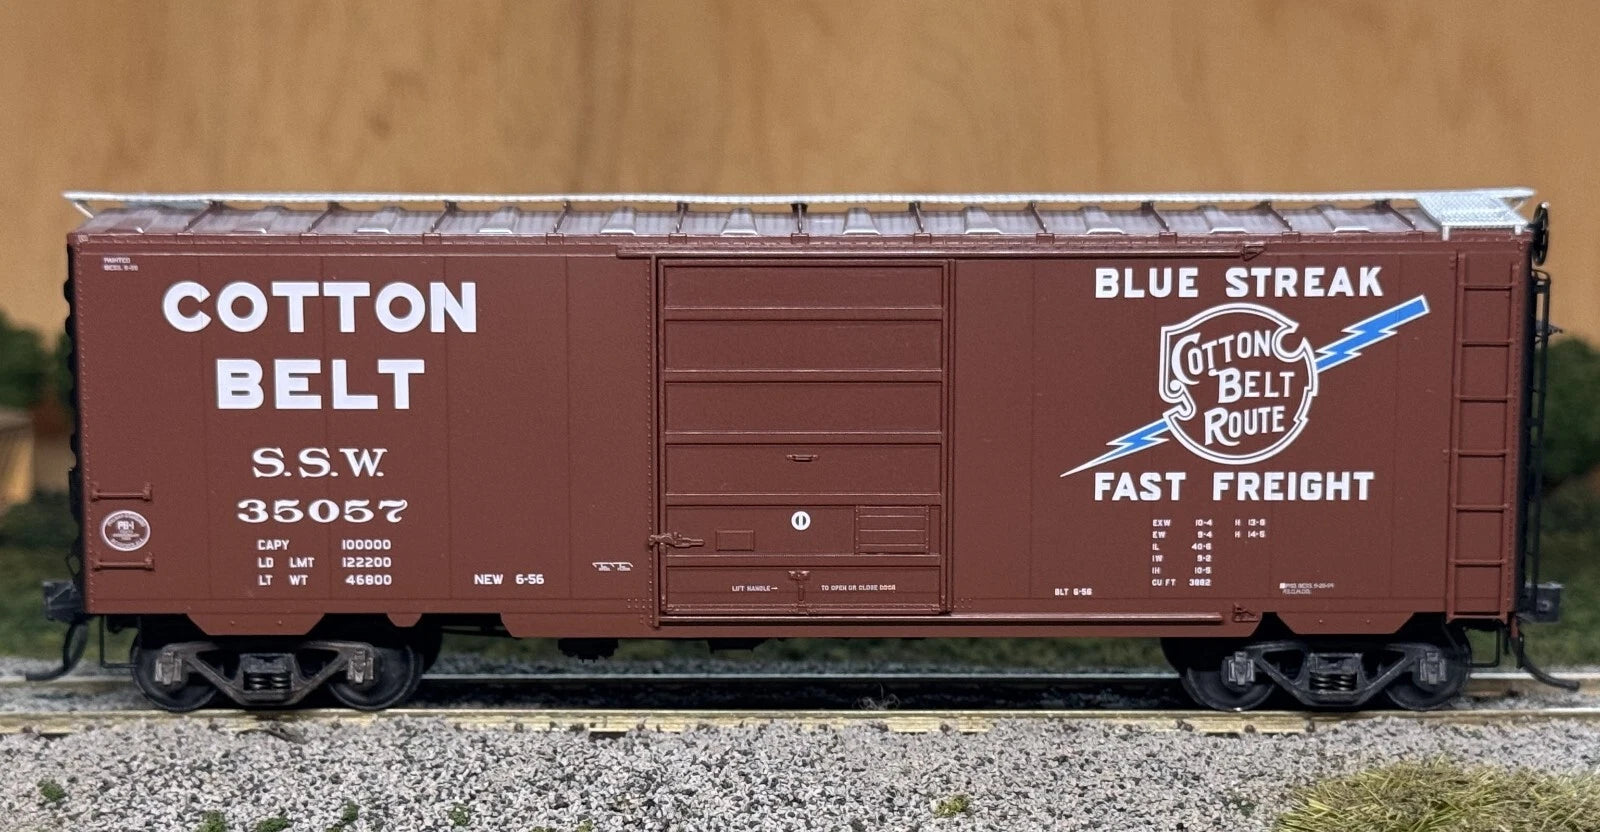 PAINTED
COTTON
BELT
S.S.W.
35057
CAPY 100000
LD LMT 122200
LT WT 46800
NEW 6-56
LIFT HANDLE
TO OPEN OR CLOSE DOOR
BLUE STREAK
COTTON
BELT
ROUTE
FAST FREIGHT
EXW 10-4 H 13-6
EW 9-4 H 14-5
IL 40-6
IW 9-2
IH 10-5
CU FT 3882
BLT 6-56